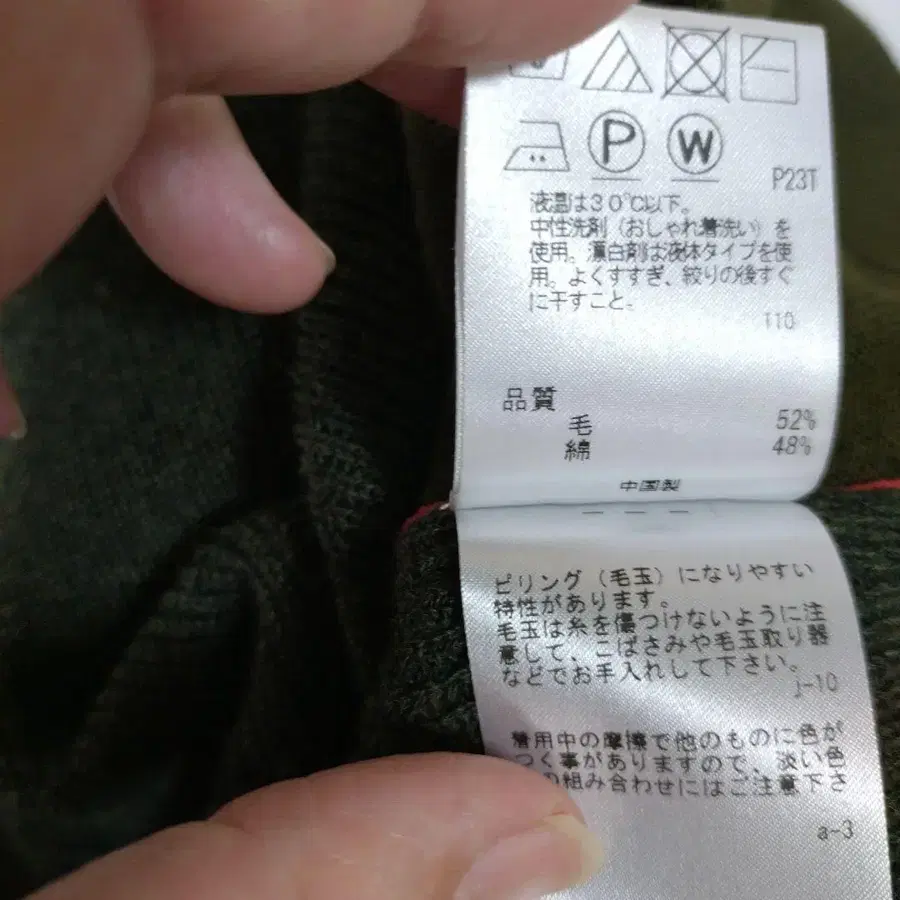 P W
P23T
液温は30℃以下。
中性洗剤(おしゃれ着洗い)を
使用。漂白剤は液体タイプを使
用。よくすすぎ、絞りの後すぐ
に干すこと。
110
品質
毛 52%
綿 48%
中国製
ピリング(毛玉)になりやすい
特性があります。
毛玉は糸を傷つけないように注
意して、こばさみや毛玉取り器
などでお手入れして下さい。
j-10
着用中の摩擦で他のものに色が
つく事がありますので、淡い色
の組み合わせにはご注意下さ
a-3